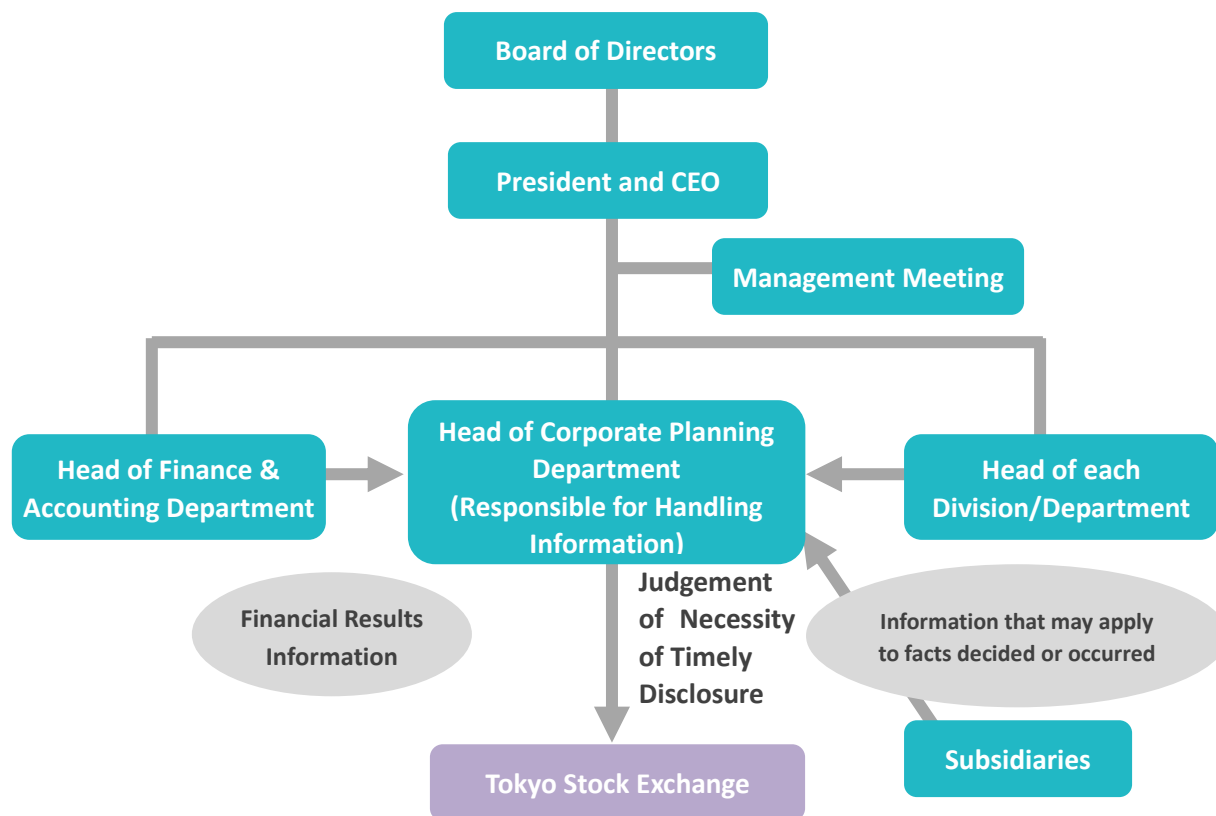 Board of Directors
President and CEO
Management Meeting
Head of Finance &
Accounting Department
Head of Corporate Planning
Department
(Responsible for Handling
Information)
Head of each
Division/Department
Financial Results
Information
Judgement
of Necessity
of Timely
Disclosure
Information that may apply
to facts decided or occurred
Tokyo Stock Exchange
Subsidiaries